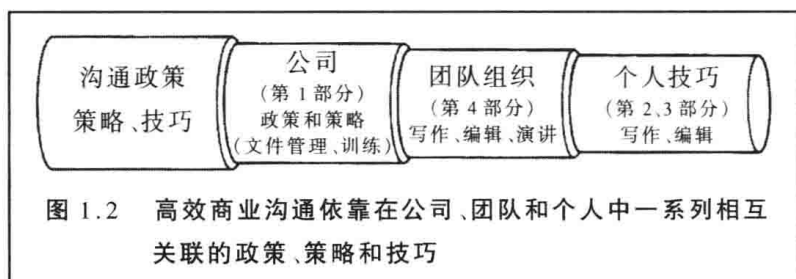 沟通政策
策略、技巧
公司
(第1部分)
政策和策略
(文件管理、训练)
团队组织
(第4部分)
写作、编辑、演讲
个人技巧
(第2、3部分)
写作、编辑
图1.2 高效商业沟通依靠在公司、团队和个人中一系列相互
关联的政策、策略和技巧